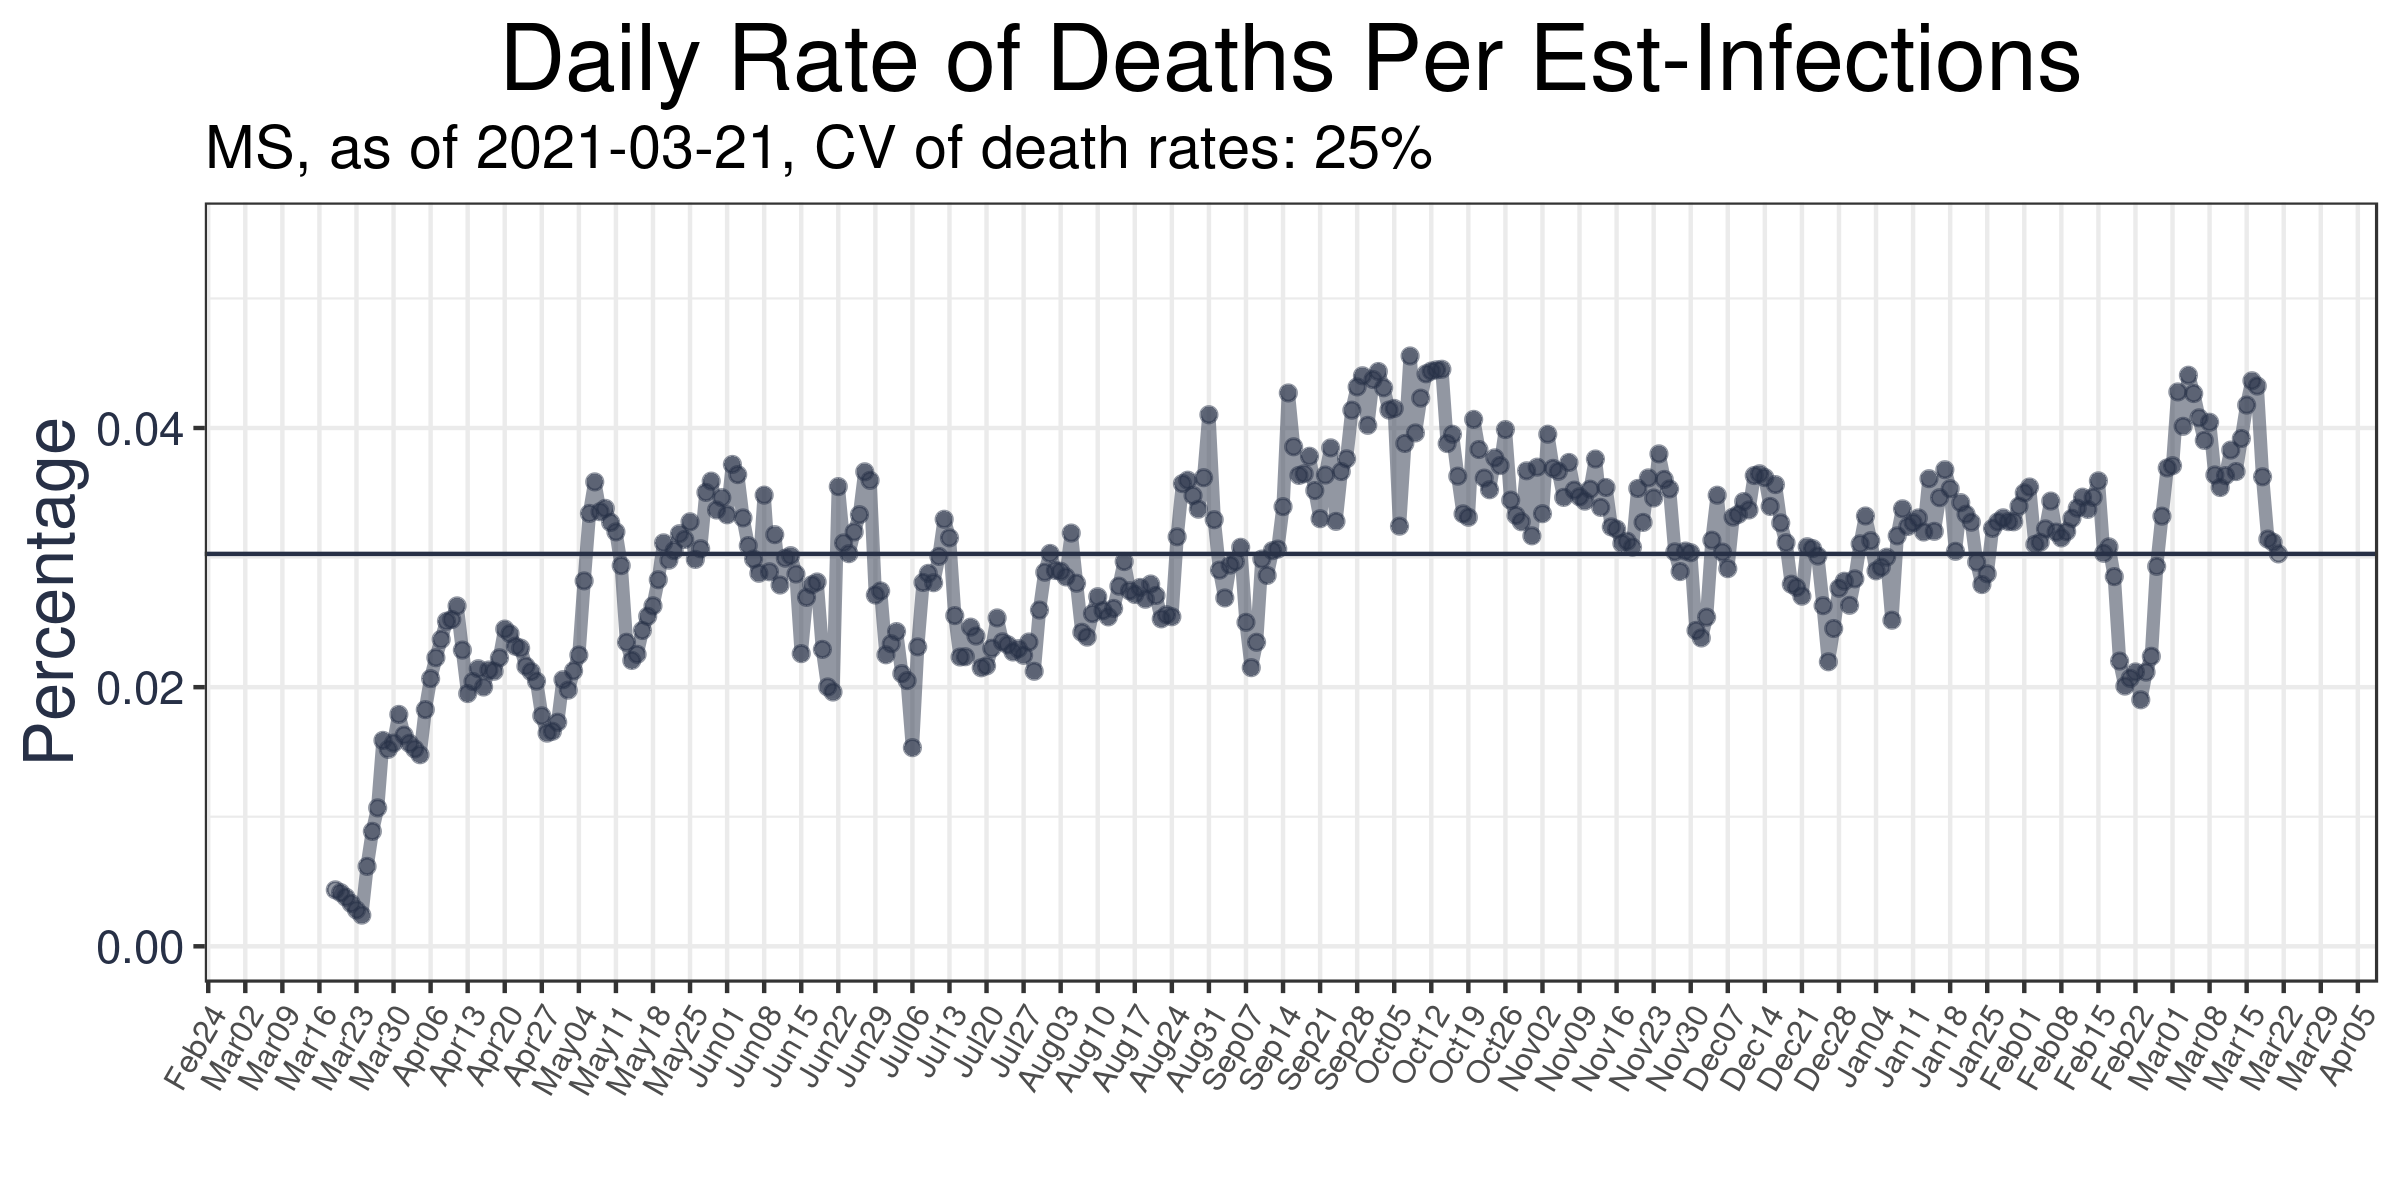 Daily Rate of Deaths Per Est-Infections
MS, as of 2021-03-21, CV of death rates: 25%
Percentage
0.04
0.02
0.00
Feb24
Mar02
Mar09
Mar16
Mar23
Mar30
Apr06
Apr13
Apr20
Apr27
May04
May11
May18
May25
Jun01
Jun08
Jun15
Jun22
Jun29
Jul06
Jul13
Jul20
Jul27
Aug03
Aug10
Aug17
Aug24
Aug31
Sep07
Sep14
Sep21
Sep28
Oct05
Oct12
Oct19
Oct26
Nov02
Nov09
Nov16
Nov23
Nov30
Dec07
Dec14
Dec21
Dec28
Jan04
Jan11
Jan18
Jan25
Feb01
Feb08
Feb15
Feb22
Mar01
Mar08
Mar15
Mar22
Mar29
Apr05